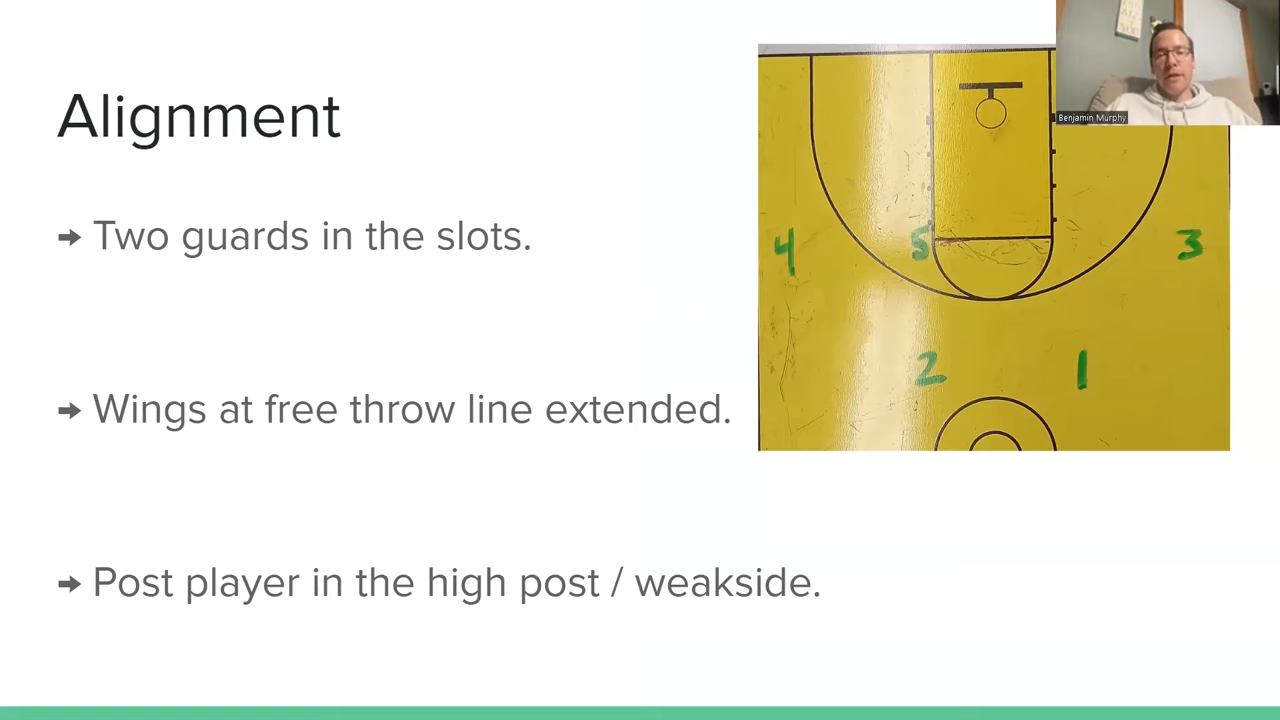 Alignment
➜ Two guards in the slots.
➜ Wings at free throw line extended.
➜ Post player in the high post / weakside.
Benjamin Murphy
4 5 3
2 1